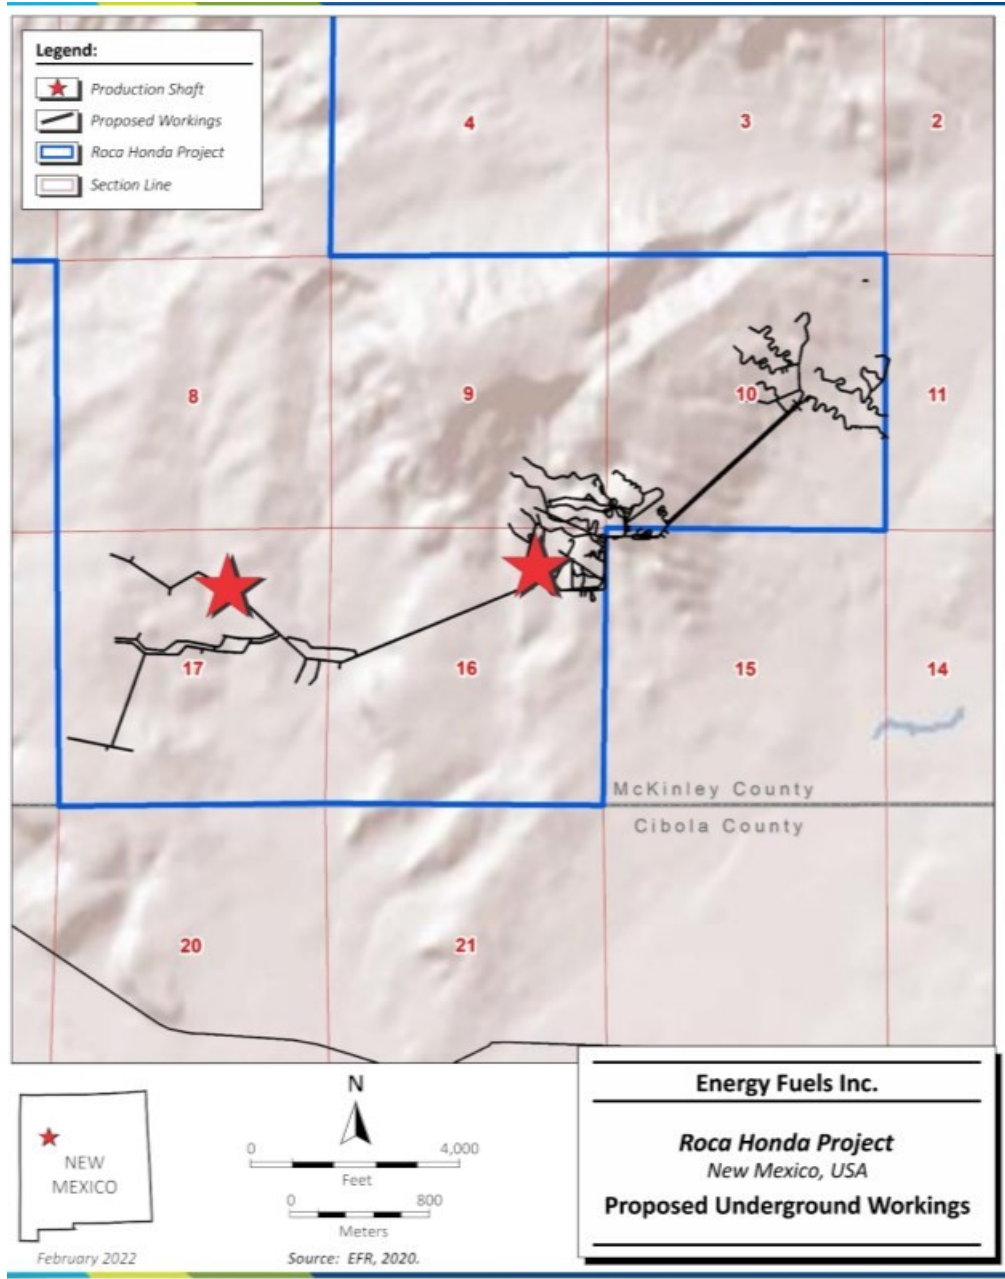 Legend:
Production Shaft
Proposed Workings
Roca Honda Project
Section Line
4
3
2
8
9
10
11
17
16
15
14
McKinley County
Cibola County
20
21
NEW
MEXICO
February 2022
N
0 4,000
Feet
0 800
Meters
Source: EFR, 2020.
Energy Fuels Inc.
Roca Honda Project
New Mexico, USA
Proposed Underground Workings